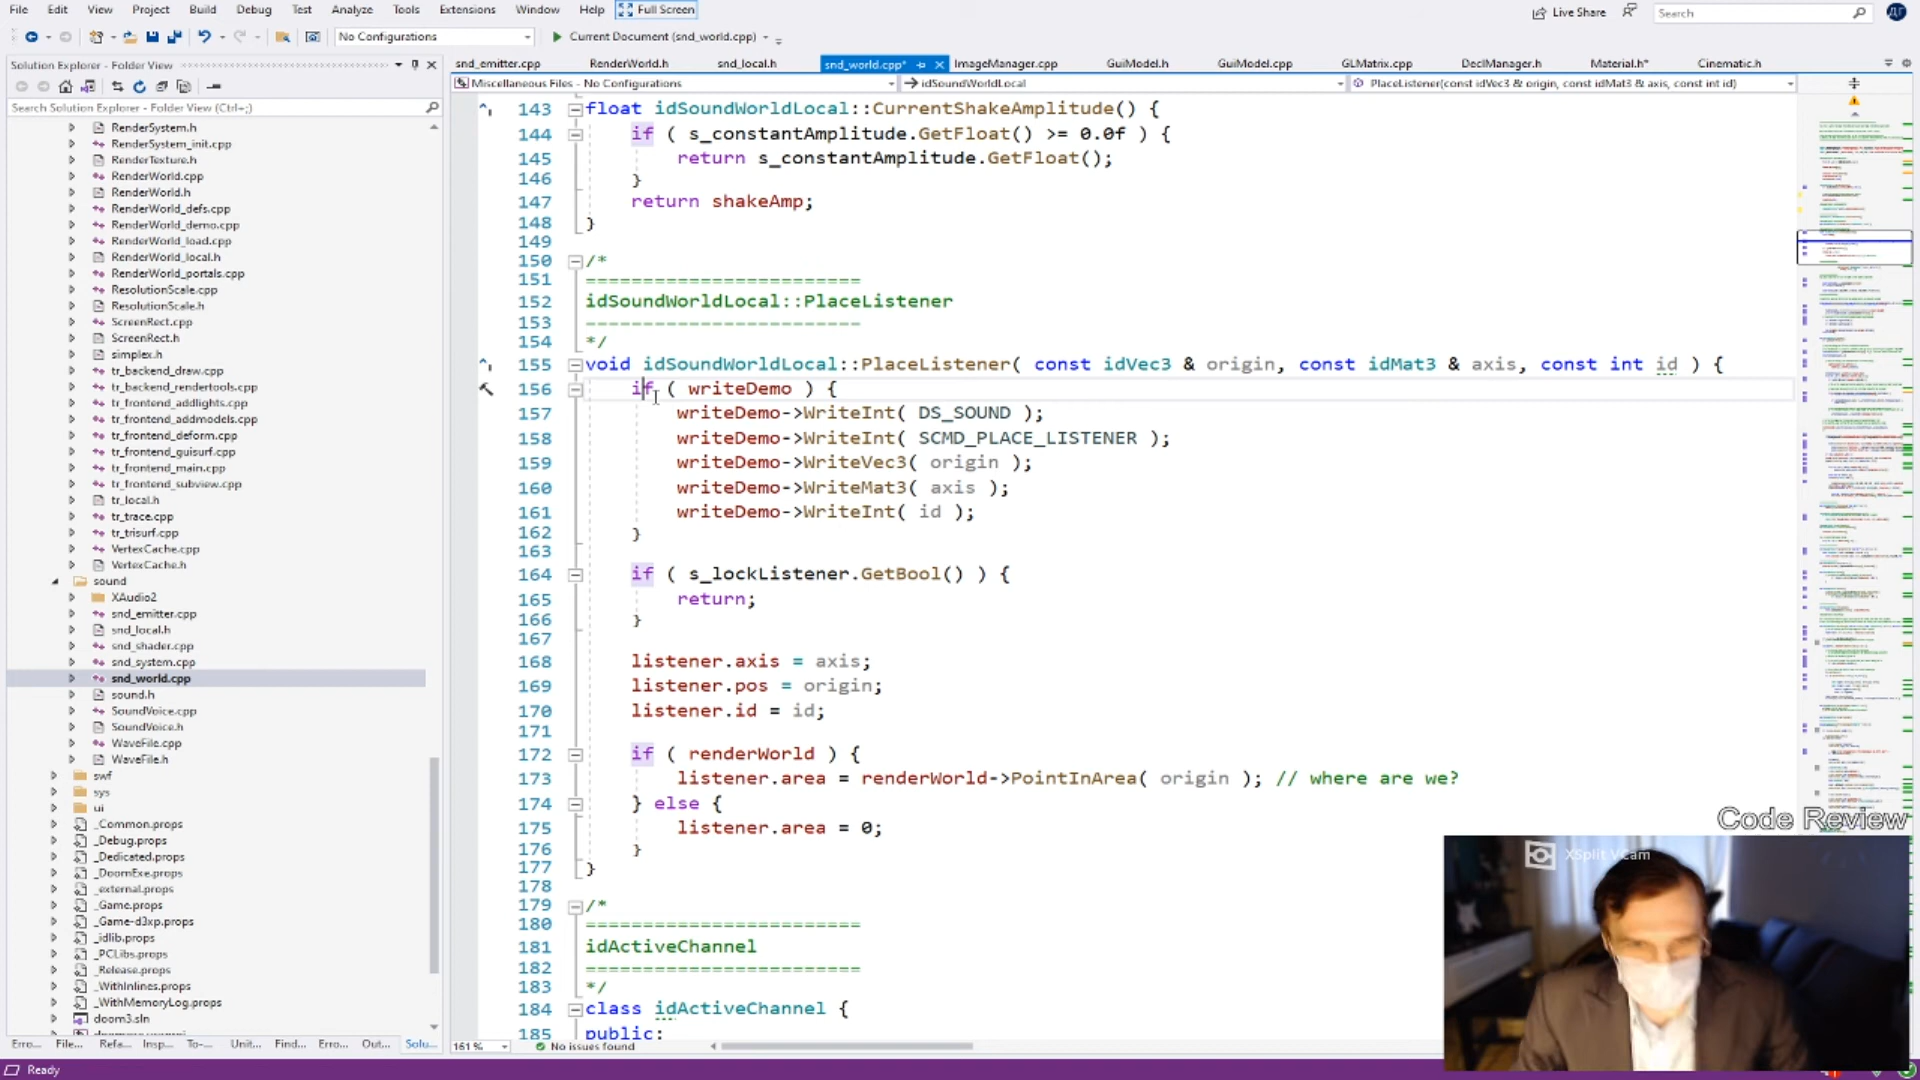 File Edit View Project Build Debug Test Analyze Tools Extensions Window Help Full Screen
Live Share Search ДГ
No Configurations Current Document (snd_world.cpp)
Solution Explorer - Folder View
snd_emitter.cpp RenderWorld.h snd_local.h snd_world.cpp* ImageManager.cpp GuiModel.h GuiModel.cpp GLMatrix.cpp DeclManager.h Material.h* Cinematic.h
Miscellaneous Files - No Configurations idSoundWorldLocal PlaceListener(const idVec3 & origin, const idMat3 & axis, const int id)
Search Solution Explorer - Folder View (Ctrl+;)
RenderSystem.h
RenderSystem_init.cpp
RenderTexture.h
RenderWorld.cpp
RenderWorld.h
RenderWorld_defs.cpp
RenderWorld_demo.cpp
RenderWorld_load.cpp
RenderWorld_local.h
RenderWorld_portals.cpp
ResolutionScale.cpp
ResolutionScale.h
ScreenRect.cpp
ScreenRect.h
simplex.h
tr_backend_draw.cpp
tr_backend_rendertools.cpp
tr_frontend_addlights.cpp
tr_frontend_addmodels.cpp
tr_frontend_deform.cpp
tr_frontend_guisurf.cpp
tr_frontend_main.cpp
tr_frontend_subview.cpp
tr_local.h
tr_trace.cpp
tr_trisurf.cpp
VertexCache.cpp
VertexCache.h
sound
XAudio2
snd_emitter.cpp
snd_local.h
snd_shader.cpp
snd_system.cpp
snd_world.cpp
sound.h
SoundVoice.cpp
SoundVoice.h
WaveFile.cpp
WaveFile.h
swf
sys
ui
_Common.props
_Debug.props
_Dedicated.props
_DoomExe.props
_external.props
_Game.props
_Game-d3xp.props
_idlib.props
_PCLibs.props
_Release.props
_WithInlines.props
_WithMemoryLog.props
doom3.sln
Erro... File... Refa... Insp... To-... Unit... Find... Erro... Out... Solu...
143 float idSoundWorldLocal::CurrentShakeAmplitude() {
144 if ( s_constantAmplitude.GetFloat() >= 0.0f ) {
145 return s_constantAmplitude.GetFloat();
146 }
147 return shakeAmp;
148 }
149
150 /*
151 ========================
152 idSoundWorldLocal::PlaceListener
153 ========================
154 */
155 void idSoundWorldLocal::PlaceListener( const idVec3 & origin, const idMat3 & axis, const int id ) {
156 if ( writeDemo ) {
157 writeDemo->WriteInt( DS_SOUND );
158 writeDemo->WriteInt( SCMD_PLACE_LISTENER );
159 writeDemo->WriteVec3( origin );
160 writeDemo->WriteMat3( axis );
161 writeDemo->WriteInt( id );
162 }
163
164 if ( s_lockListener.GetBool() ) {
165 return;
166 }
167
168 listener.axis = axis;
169 listener.pos = origin;
170 listener.id = id;
171
172 if ( renderWorld ) {
173 listener.area = renderWorld->PointInArea( origin ); // where are we?
174 } else {
175 listener.area = 0;
176 }
177 }
178
179 /*
180 ========================
181 idActiveChannel
182 ========================
183 */
184 class idActiveChannel {
185 public:
161 % No issues found
Code Review
XSplit VCam
Ready